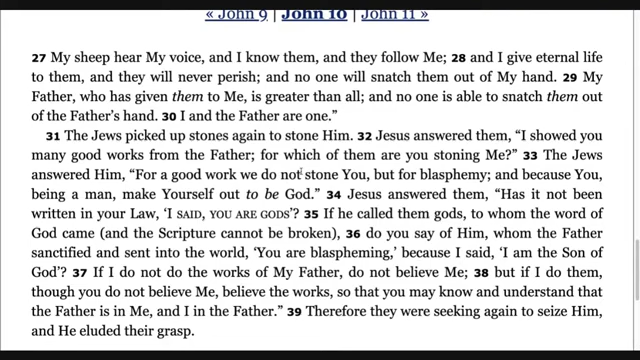 « John 9 | John 10 | John 11 »
27 My sheep hear My voice, and I know them, and they follow Me; 28 and I give eternal life
to them, and they will never perish; and no one will snatch them out of My hand. 29 My
Father, who has given them to Me, is greater than all; and no one is able to snatch them out
of the Father's hand. 30 I and the Father are one.”
31 The Jews picked up stones again to stone Him. 32 Jesus answered them, “I showed you
many good works from the Father; for which of them are you stoning Me?” 33 The Jews
answered Him, “For a good work we do not stone You, but for blasphemy; and because You,
being a man, make Yourself out to be God.” 34 Jesus answered them, “Has it not been
written in your Law, ‘I SAID, YOU ARE GODS’? 35 If he called them gods, to whom the word of
God came (and the Scripture cannot be broken), 36 do you say of Him, whom the Father
sanctified and sent into the world, ‘You are blaspheming,’ because I said, ‘I am the Son of
God’? 37 If I do not do the works of My Father, do not believe Me; 38 but if I do them,
though you do not believe Me, believe the works, so that you may know and understand that
the Father is in Me, and I in the Father.” 39 Therefore they were seeking again to seize Him,
and He eluded their grasp.